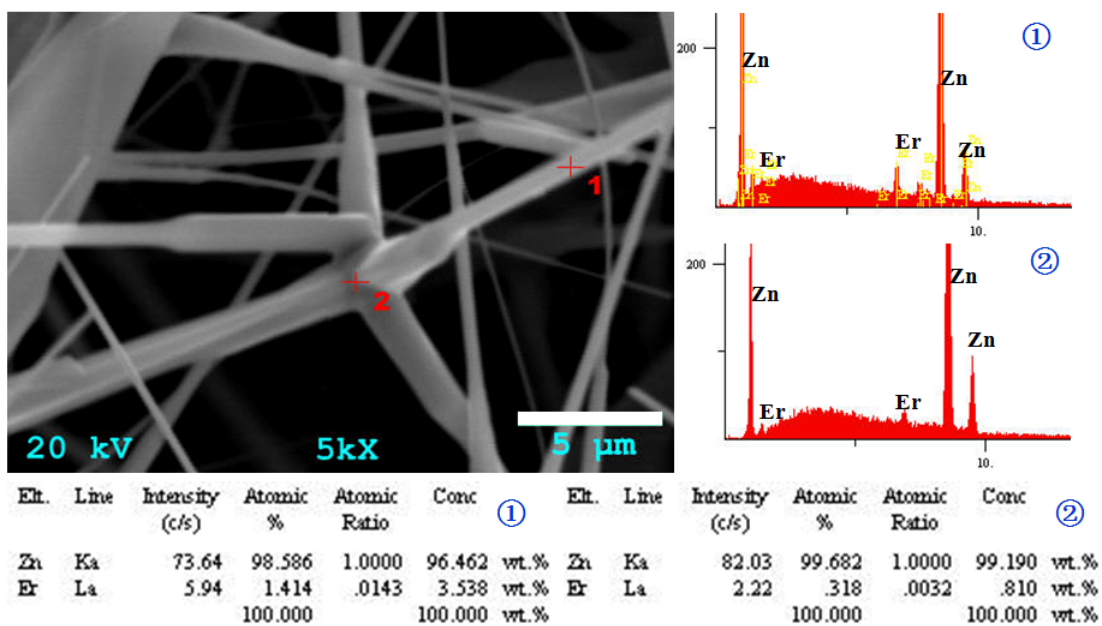 1
2
20 kV 5kX 5 µm
①
200
Zn
Er
Er
Zn
Zn
10.
②
200
Zn
Er
Er
Zn
Zn
10.
Elt. Line Intensity (c/s) Atomic % Atomic Ratio Conc ①
Zn Ka 73.64 98.586 1.0000 96.462 wt.%
Er La 5.94 1.414 .0143 3.538 wt.%
100.000 100.000 wt.%
Elt. Line Intensity (c/s) Atomic % Atomic Ratio Conc ②
Zn Ka 82.03 99.682 1.0000 99.190 wt.%
Er La 2.22 .318 .0032 .810 wt.%
100.000 100.000 wt.%